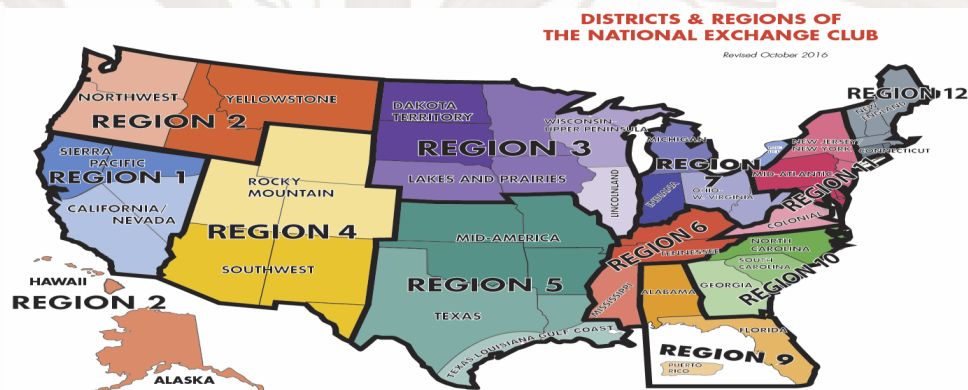 DISTRICTS & REGIONS OF
THE NATIONAL EXCHANGE CLUB
Revised October 2016
NORTHWEST
YELLOWSTONE
REGION 2
SIERRA
PACIFIC
REGION 1
CALIFORNIA/
NEVADA
ROCKY
MOUNTAIN
REGION 4
SOUTHWEST
DAKOTA
TERRITORY
WISCONSIN-
UPPER PENINSULA
REGION 3
LAKES AND PRAIRIES
LINCOLNLAND
MID-AMERICA
REGION 5
TEXAS
TEXAS LOUISIANA GULF COAST
MICHIGAN
REGION
7
INDIANA
OHIO-
W. VIRGINIA
REGION 6
TENNESSEE
MISSISSIPPI
ALABAMA
GEORGIA
NORTH
CAROLINA
SOUTH
CAROLINA
REGION 10
FLORIDA
REGION 9
PUERTO
RICO
REGION 12
NEW
ENGLAND
NEW JERSEY/
NEW YORK
CONNECTICUT
MID-ATLANTIC
REGION 11
COLONIAL
HAWAII
REGION 2
ALASKA